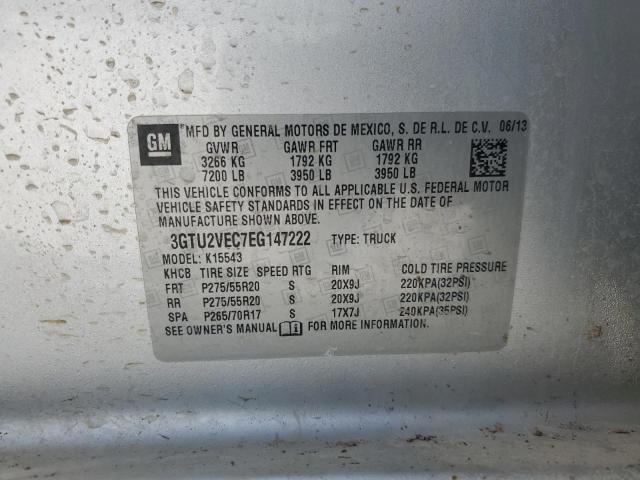 GM MFD BY GENERAL MOTORS DE MEXICO, S. DE R.L. DE C.V. 06/13
GVWR GAWR FRT GAWR RR
3266 KG 1792 KG 1792 KG
7200 LB 3950 LB 3950 LB
THIS VEHICLE CONFORMS TO ALL APPLICABLE U.S. FEDERAL MOTOR
VEHICLE SAFETY STANDARDS IN EFFECT ON THE DATE OF
MANUFACTURE SHOWN ABOVE.
3GTU2VEC7EG147222 TYPE: TRUCK
MODEL: K15543
KHCB TIRE SIZE SPEED RTG RIM COLD TIRE PRESSURE
FRT P275/55R20 S 20X9J 220KPA(32PSI)
RR P275/55R20 S 20X9J 220KPA(32PSI)
SPA P265/70R17 S 17X7J 240KPA(35PSI)
SEE OWNER'S MANUAL FOR MORE INFORMATION.